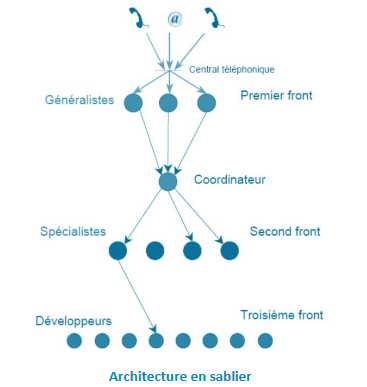 @
Central téléphonique
Généralistes
Premier front
Coordinateur
Spécialistes
Second front
Développeurs
Troisième front
Architecture en sablier